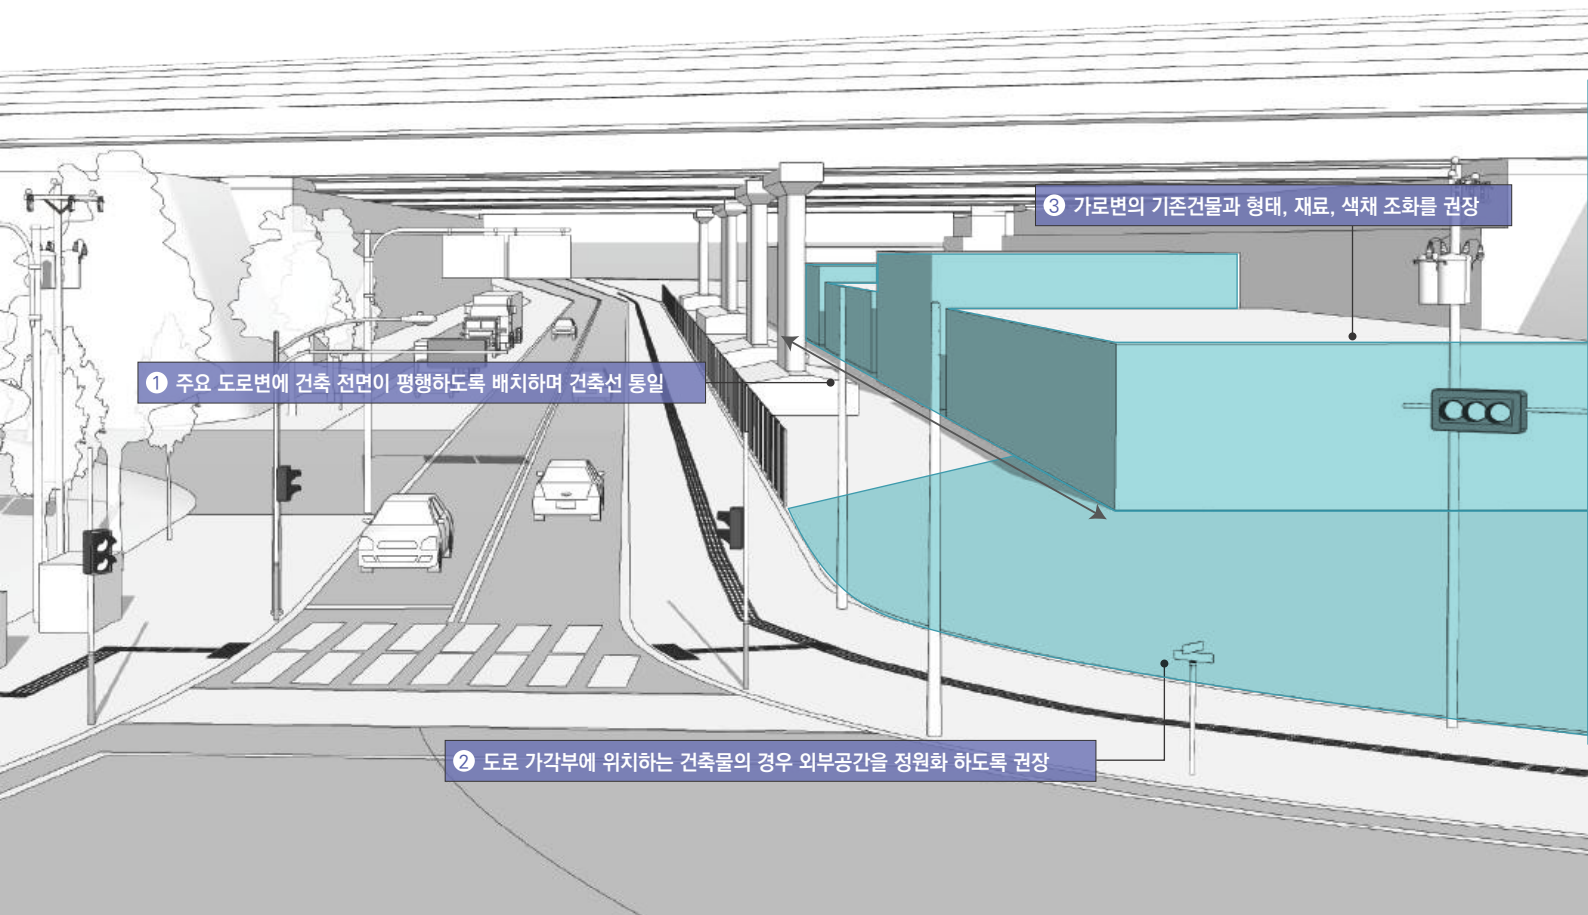 ③ 가로변의 기존건물과 형태, 재료, 색채 조화를 권장
① 주요 도로변에 건축 전면이 평행하도록 배치하며 건축선 통일
② 도로 가각부에 위치하는 건축물의 경우 외부공간을 정원화 하도록 권장